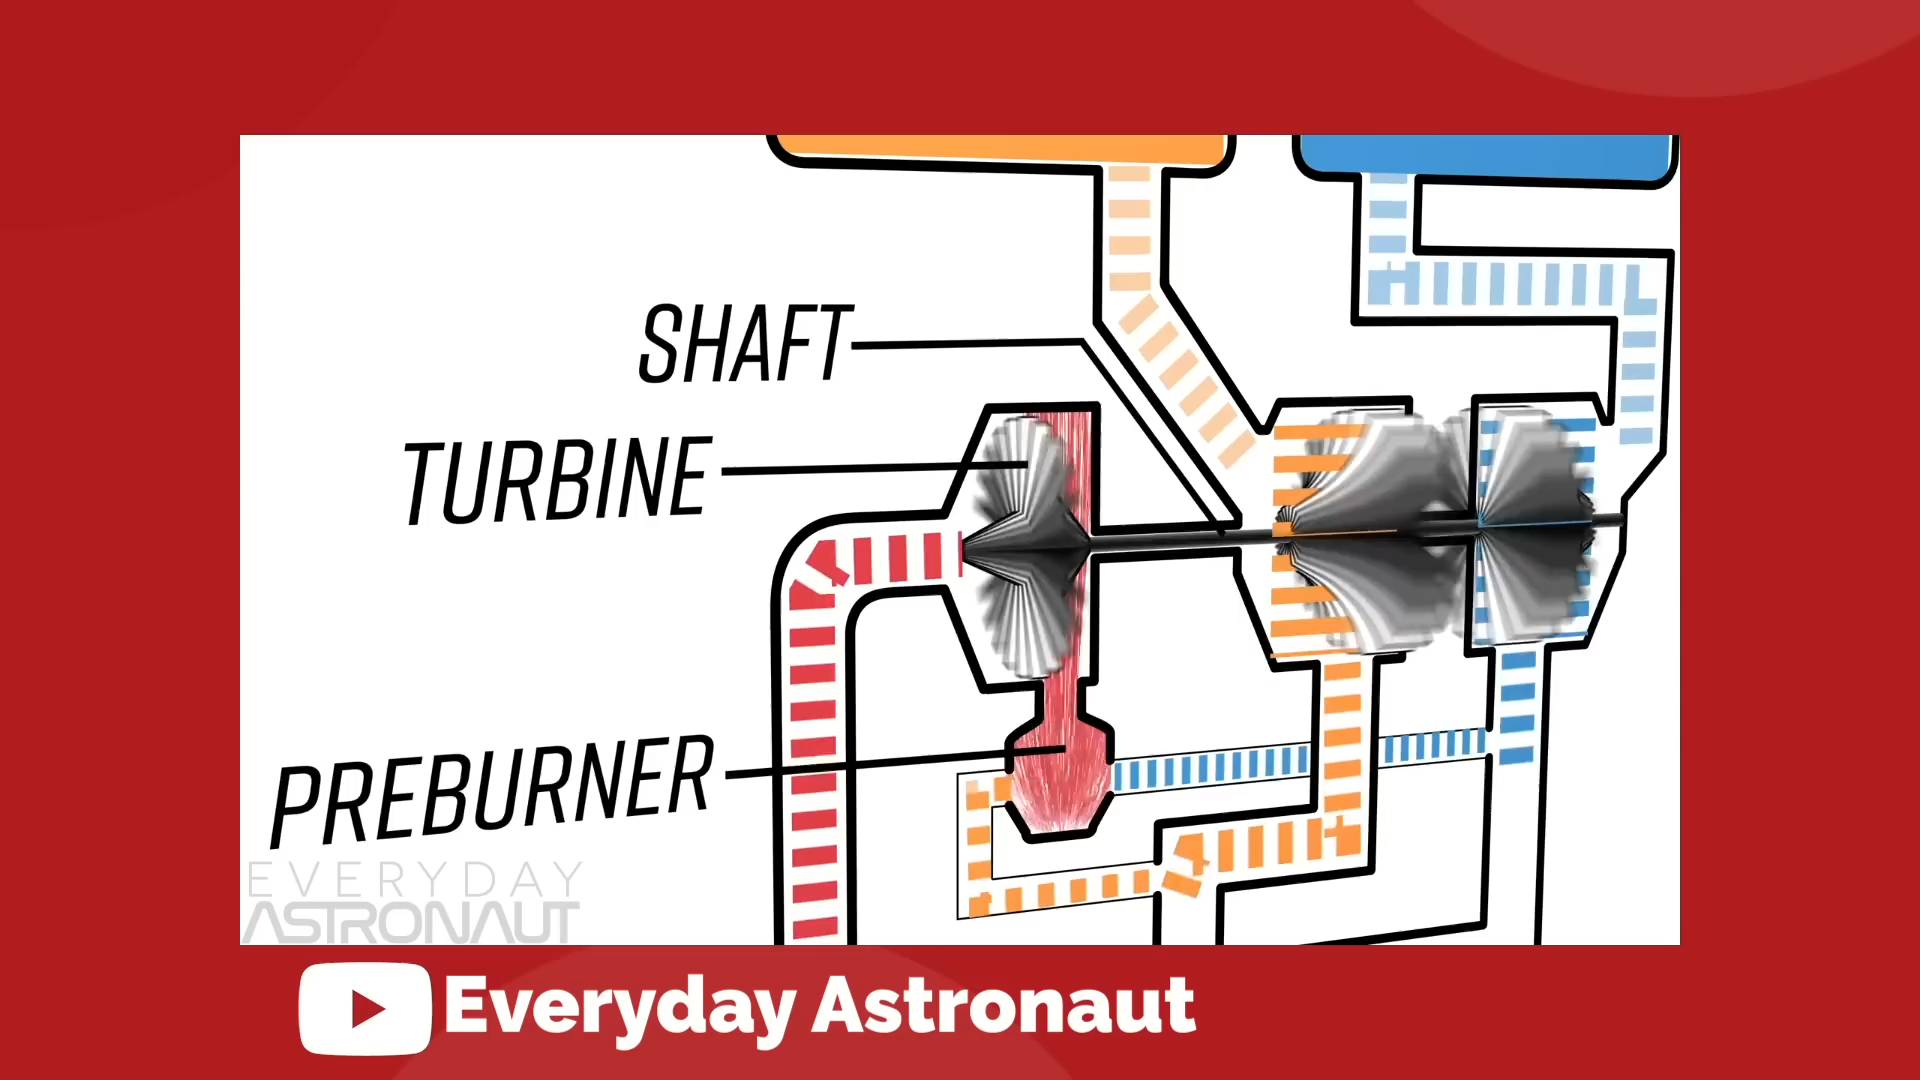 SHAFT
TURBINE
PREBURNER
EVERYDAY
ASTRONAUT
Everyday Astronaut